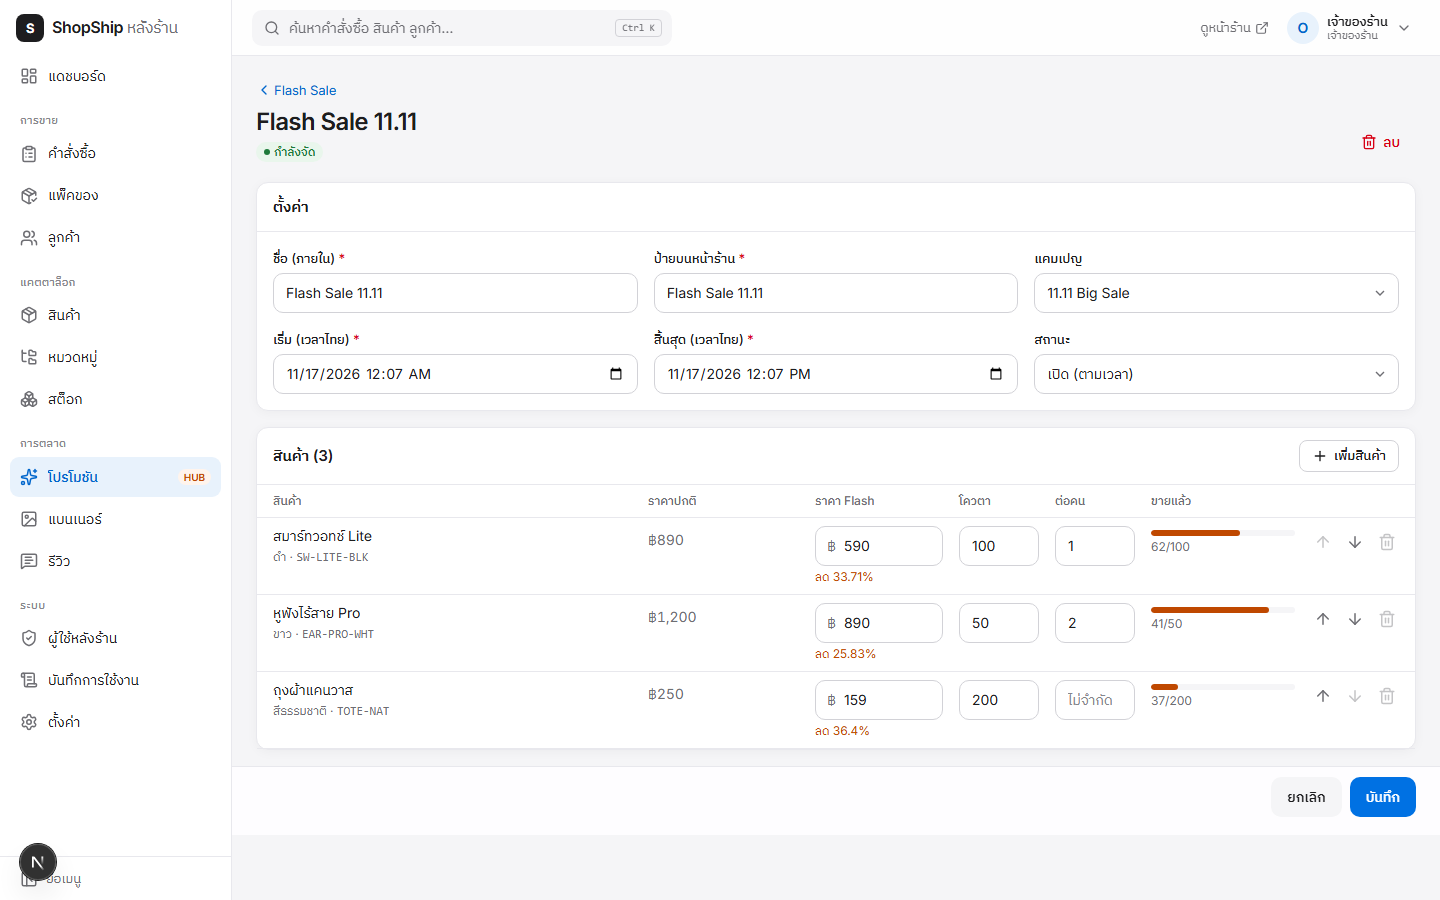 S ShopShip หลังร้าน
ค้นหาคำสั่งซื้อ สินค้า ลูกค้า... Ctrl K
ดูหน้าร้าน
O เจ้าของร้าน
เจ้าของร้าน
แดชบอร์ด
การขาย
คำสั่งซื้อ
แพ็คของ
ลูกค้า
แคตตาล็อก
สินค้า
หมวดหมู่
สต็อก
การตลาด
โปรโมชัน HUB
แบนเนอร์
รีวิว
ระบบ
ผู้ใช้หลังร้าน
บันทึกการใช้งาน
ตั้งค่า
N
ย่อเมนู
Flash Sale
Flash Sale 11.11
กำลังจัด
ลบ
ตั้งค่า
ชื่อ (ภายใน) * ป้ายบนหน้าร้าน * แคมเปญ
Flash Sale 11.11 Flash Sale 11.11 11.11 Big Sale
เริ่ม (เวลาไทย) * สิ้นสุด (เวลาไทย) * สถานะ
11/17/2026 12:07 AM 11/17/2026 12:07 PM เปิด (ตามเวลา)
สินค้า (3) เพิ่มสินค้า
สินค้า ราคาปกติ ราคา Flash โควตา ต่อคน ขายแล้ว
สมาร์ทวอทช์ Lite ฿890 ฿ 590 100 1 62/100
ดำ · SW-LITE-BLK ลด 33.71%
หูฟังไร้สาย Pro ฿1,200 ฿ 890 50 2 41/50
ขาว · EAR-PRO-WHT ลด 25.83%
ถุงผ้าแคนวาส ฿250 ฿ 159 200 ไม่จำกัด 37/200
สีธรรมชาติ · TOTE-NAT ลด 36.4%
ยกเลิก บันทึก